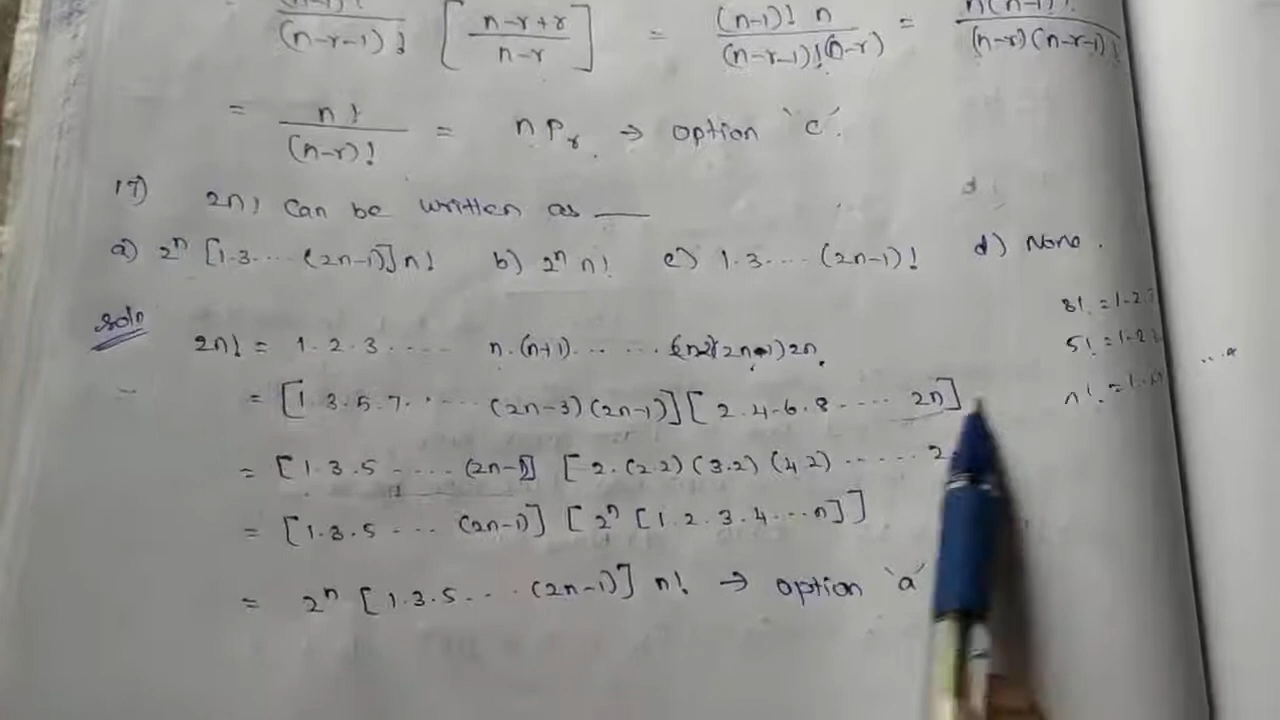 (n-r-1)! [ n-r+r / n-r ] = (n-1)! n / (n-r-1)!(n-r) = n(n-1)! / (n-r)(n-r-1)!
= n! / (n-r)! = nPr → option 'c'.
17) 2n! can be written as ___
a) 2^n [1.3.... (2n-1)] n! b) 2^n n! c) 1.3.... (2n-1)! d) None.
Soln
2n! = 1.2.3..... n.(n+1)... ... (2n-1)2n.
= [1.3.5.7..... (2n-3)(2n-1)][2.4.6.8..... 2n]
= [1.3.5.....(2n-1)] [2.(2.2)(3.2)(4.2)......2
= [1.3.5.... (2n-1)] [2^n [1.2.3.4...n]]
= 2^n [1.3.5... (2n-1)] n! → option 'a'
5! = 1.2.3
n! =